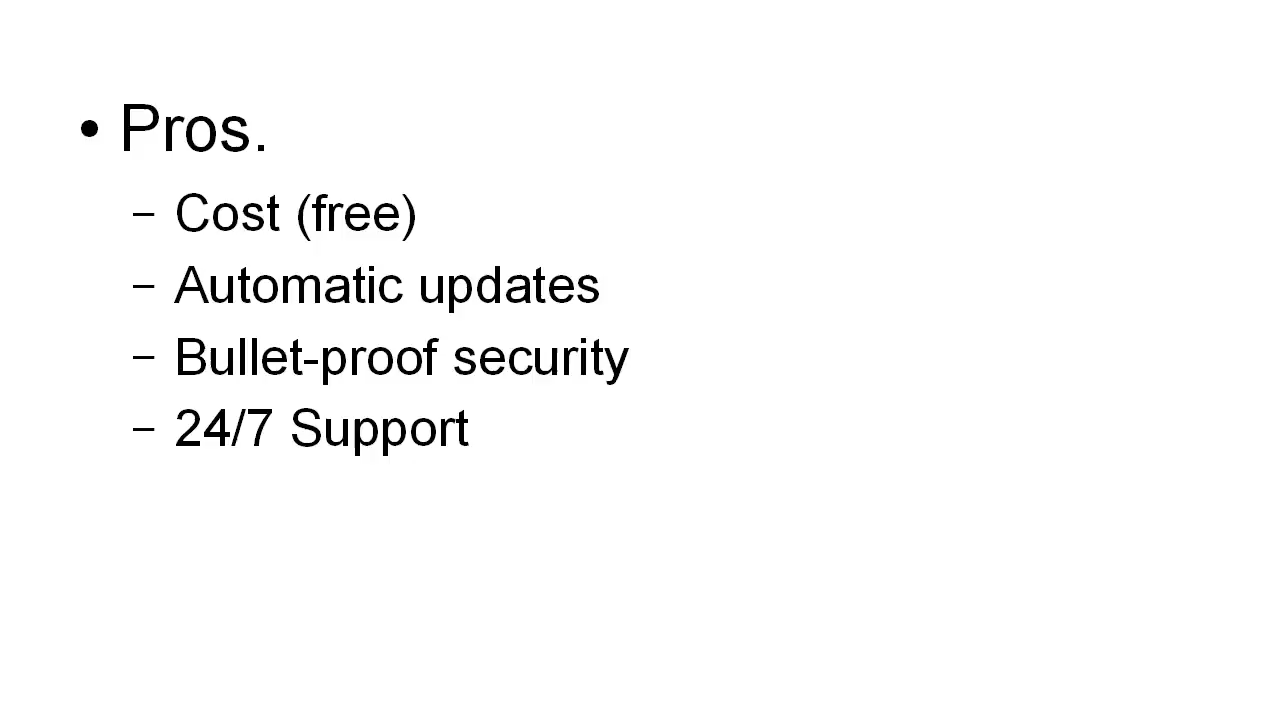 • Pros.
– Cost (free)
– Automatic updates
– Bullet-proof security
– 24/7 Support